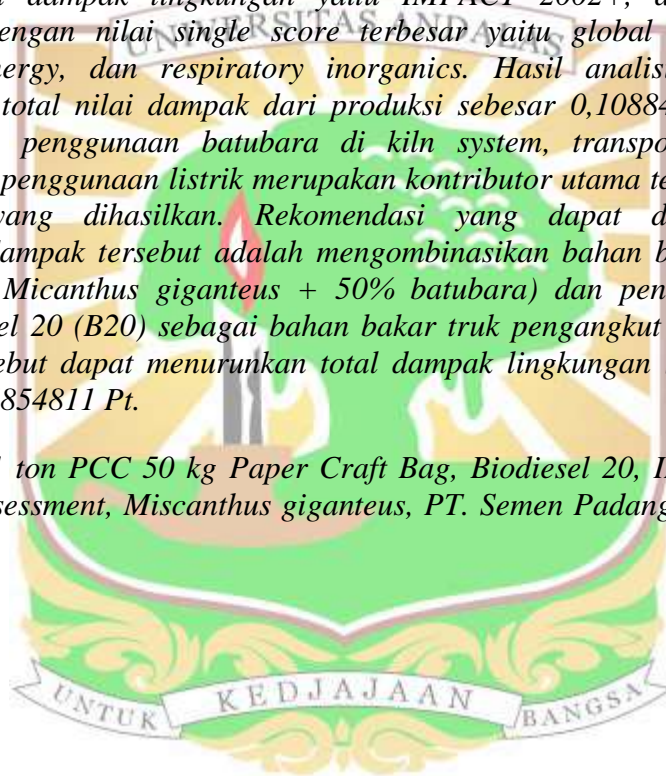 dampak lingkungan yaitu IMPACT 2002+,
UNIVERSITAS ANDALAS
engan nilai single score terbesar yaitu global
nergy, dan respiratory inorganics. Hasil analisi
total nilai dampak dari produksi sebesar 0,10884
penggunaan batubara di kiln system, transpo
penggunaan listrik merupakan kontributor utama te
yang dihasilkan. Rekomendasi yang dapat d
dampak tersebut adalah mengombinasikan bahan b
Micanthus giganteus + 50% batubara) dan pen
el 20 (B20) sebagai bahan bakar truk pengangkut
ebut dapat menurunkan total dampak lingkungan
854811 Pt.
ton PCC 50 kg Paper Craft Bag, Biodiesel 20, I
sessment, Miscanthus giganteus, PT. Semen Padang
UNTUK KEDJAJAAN BANGSA